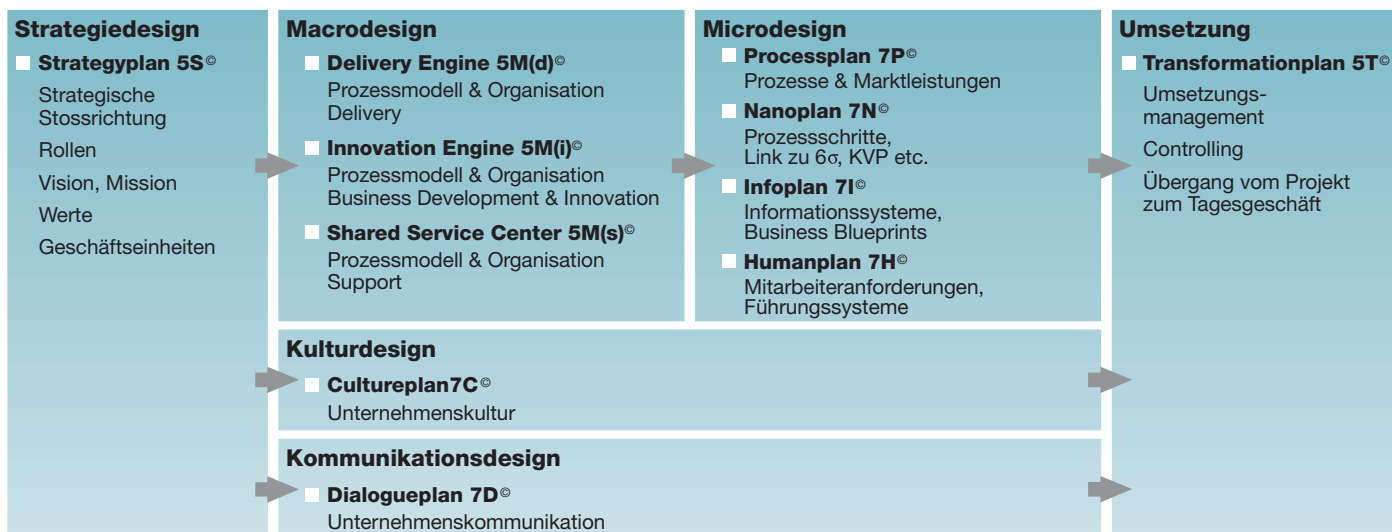 Strategiedesign
Strategyplan 5S©
Strategische
Stossrichtung
Rollen
Vision, Mission
Werte
Geschäftseinheiten
Macrodesign
Delivery Engine 5M(d)©
Prozessmodell & Organisation
Delivery
Innovation Engine 5M(i)©
Prozessmodell & Organisation
Business Development & Innovation
Shared Service Center 5M(s)©
Prozessmodell & Organisation
Support
Microdesign
Processplan 7P©
Prozesse & Marktleistungen
Nanoplan 7N©
Prozessschritte,
Link zu 6σ, KVP etc.
Infoplan 7I©
Informationssysteme,
Business Blueprints
Humanplan 7H©
Mitarbeiteranforderungen,
Führungssysteme
Kulturdesign
Cultureplan7C©
Unternehmenskultur
Kommunikationsdesign
Dialogueplan 7D©
Unternehmenskommunikation
Umsetzung
Transformationplan 5T©
Umsetzungs-
management
Controlling
Übergang vom Projekt
zum Tagesgeschäft